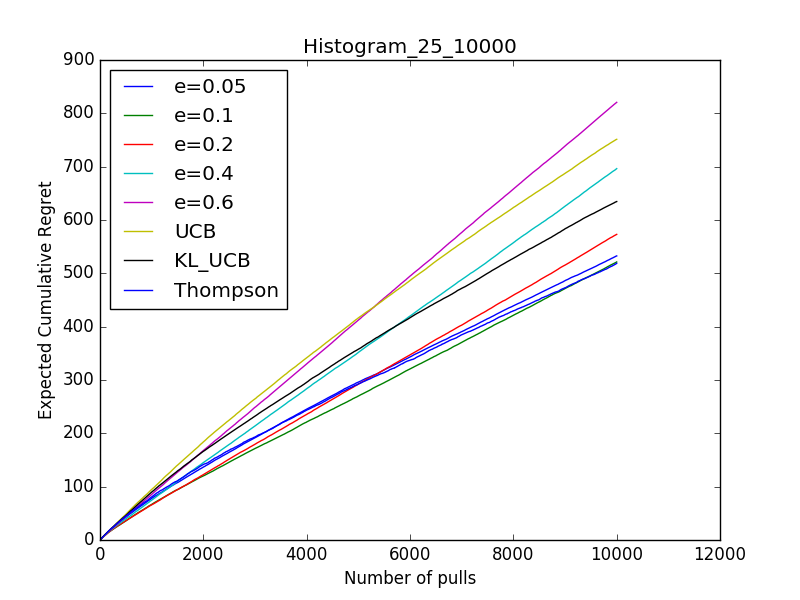 Histogram_25_10000
900
800
700
600
500
400
300
200
100
0
Expected Cumulative Regret
e=0.05
e=0.1
e=0.2
e=0.4
e=0.6
UCB
KL_UCB
Thompson
0 2000 4000 6000 8000 10000 12000
Number of pulls